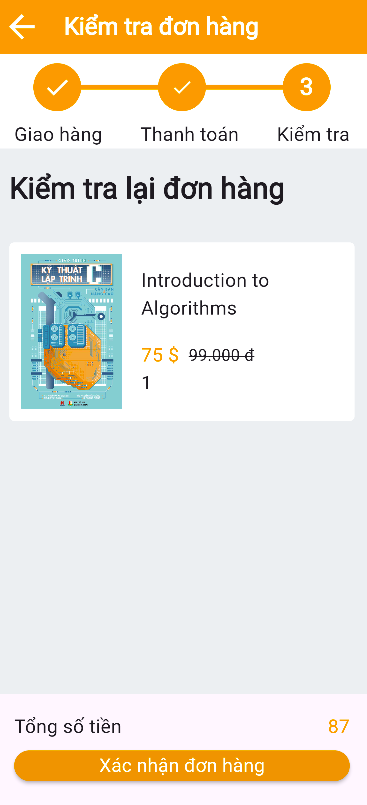 Kiểm tra đơn hàng
3
Giao hàng
Thanh toán
Kiểm tra
Kiểm tra lại đơn hàng
KỸ THUẬT
LẬP TRÌNH
C
Introduction to
Algorithms
75 $ 99.000 đ
1
Tổng số tiền
87
Xác nhận đơn hàng